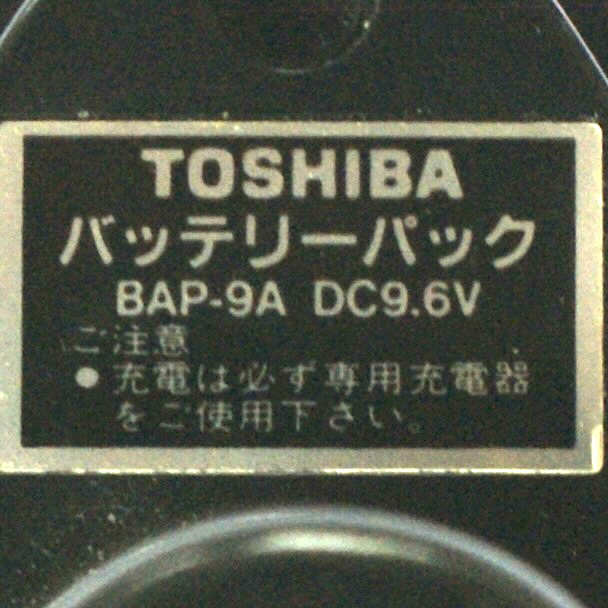 TOSHIBA
バッテリーパック
BAP-9A DC9.6V
ご注意
●充電は必ず専用充電器
をご使用下さい。